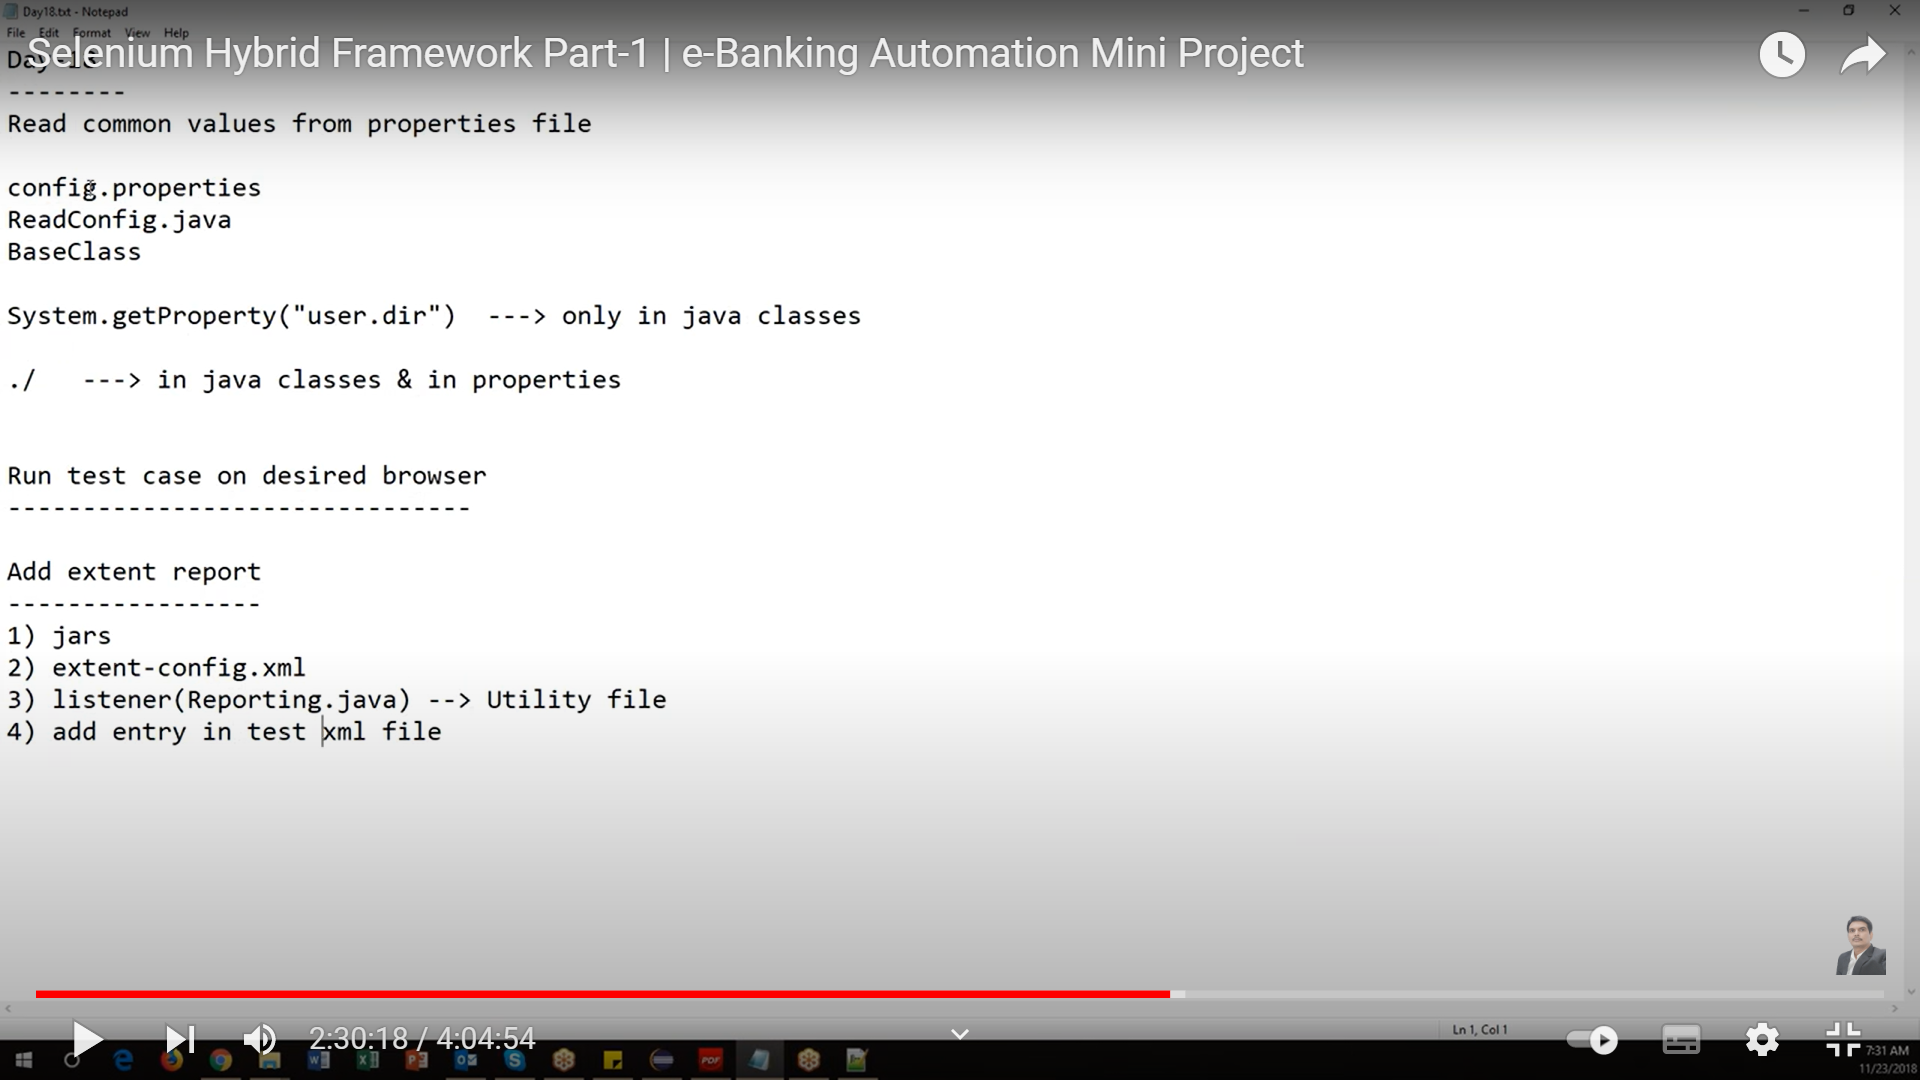 Day18.txt - Notepad
File Edit Format View Help
Selenium Hybrid Framework Part-1 | e-Banking Automation Mini Project
--------
Read common values from properties file
config.properties
ReadConfig.java
BaseClass
System.getProperty("user.dir") ---> only in java classes
./ ---> in java classes & in properties
Run test case on desired browser
-------------------------------
Add extent report
-----------------
1) jars
2) extent-config.xml
3) listener(Reporting.java) --> Utility file
4) add entry in test xml file
2:30:18 / 4:04:54
Ln 1, Col 1
PDF
7:31 AM
11/23/2018